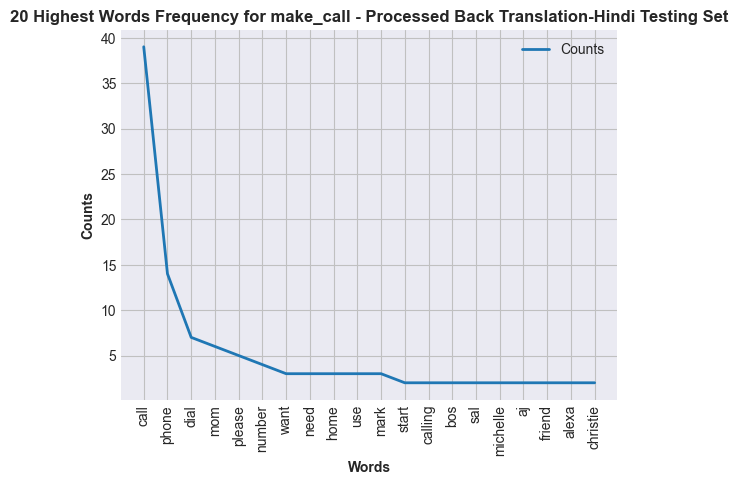 20 Highest Words Frequency for make_call - Processed Back Translation-Hindi Testing Set
Counts
40
35
30
25
20
15
10
5
Counts
call
phone
dial
mom
please
number
want
need
home
use
mark
start
calling
bos
sal
michelle
aj
friend
alexa
christie
Words